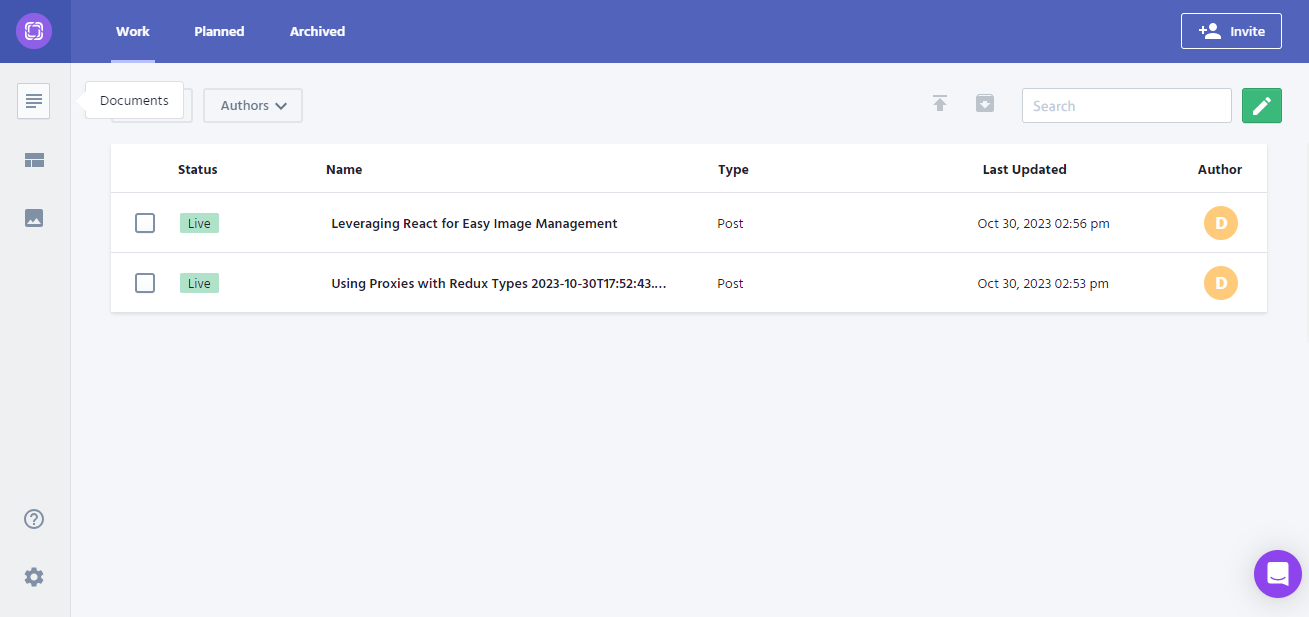 Work Planned Archived Invite
Documents Authors Search
Status Name Type Last Updated Author
Live Leveraging React for Easy Image Management Post Oct 30, 2023 02:56 pm D
Live Using Proxies with Redux Types 2023-10-30T17:52:43.... Post Oct 30, 2023 02:53 pm D